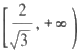 [2/√3, +∞)